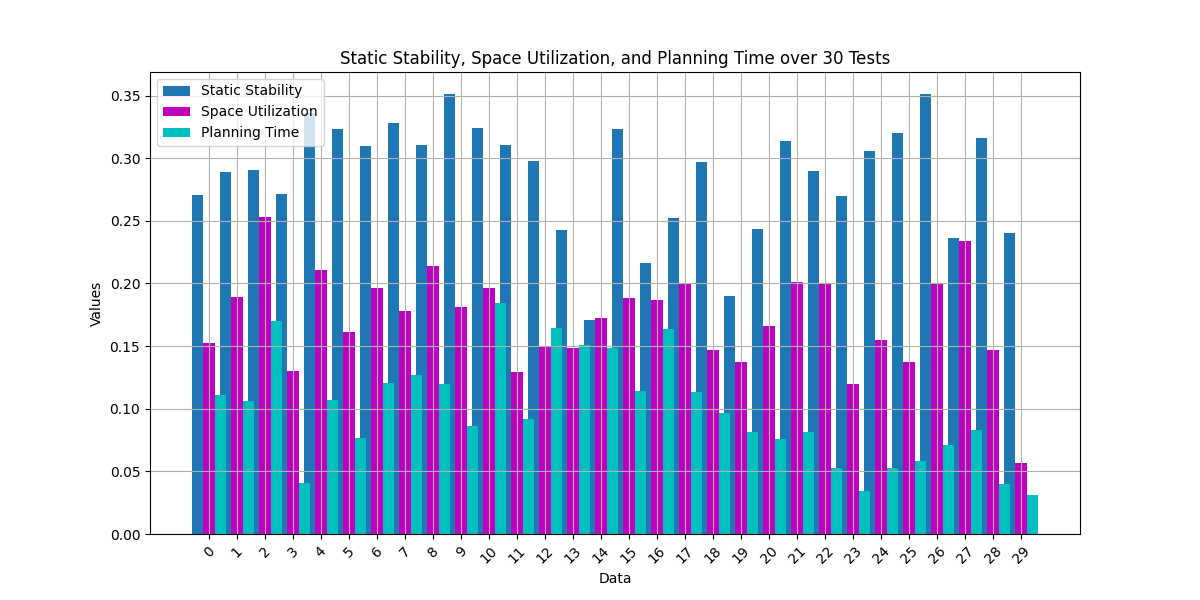 Static Stability, Space Utilization, and Planning Time over 30 Tests
Static Stability
Space Utilization
Planning Time
0.35
0.30
0.25
0.20
0.15
0.10
0.05
0.00
Values
0 1 2 3 4 5 6 7 8 9 10 11 12 13 14 15 16 17 18 19 20 21 22 23 24 25 26 27 28 29
Data